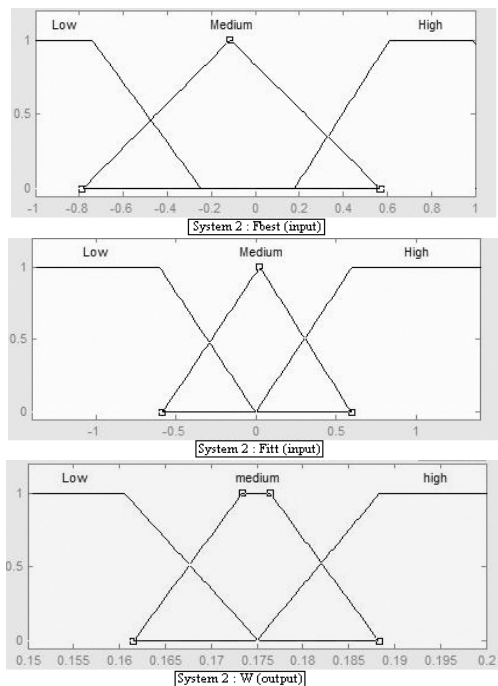 Low Medium High
1
0.5
0
-1 -0.8 -0.6 -0.4 -0.2 0 0.2 0.4 0.6 0.8 1
System 2 : Fbest (input)
Low Medium High
1
0.5
0
-1 -0.5 0 0.5 1
System 2 : Fitt (input)
Low medium high
1
0.5
0
0.15 0.155 0.16 0.165 0.17 0.175 0.18 0.185 0.19 0.195 0.2
System 2 : W (output)